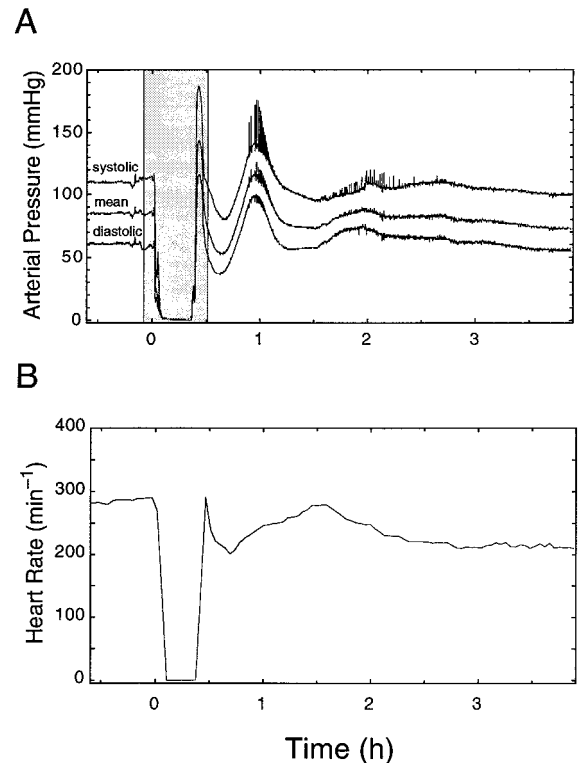 A
Arterial Pressure (mmHg)
200
150
100
50
0
systolic
mean
diastolic
0 1 2 3
B
Heart Rate (min⁻¹)
400
300
200
100
0
0 1 2 3
Time (h)